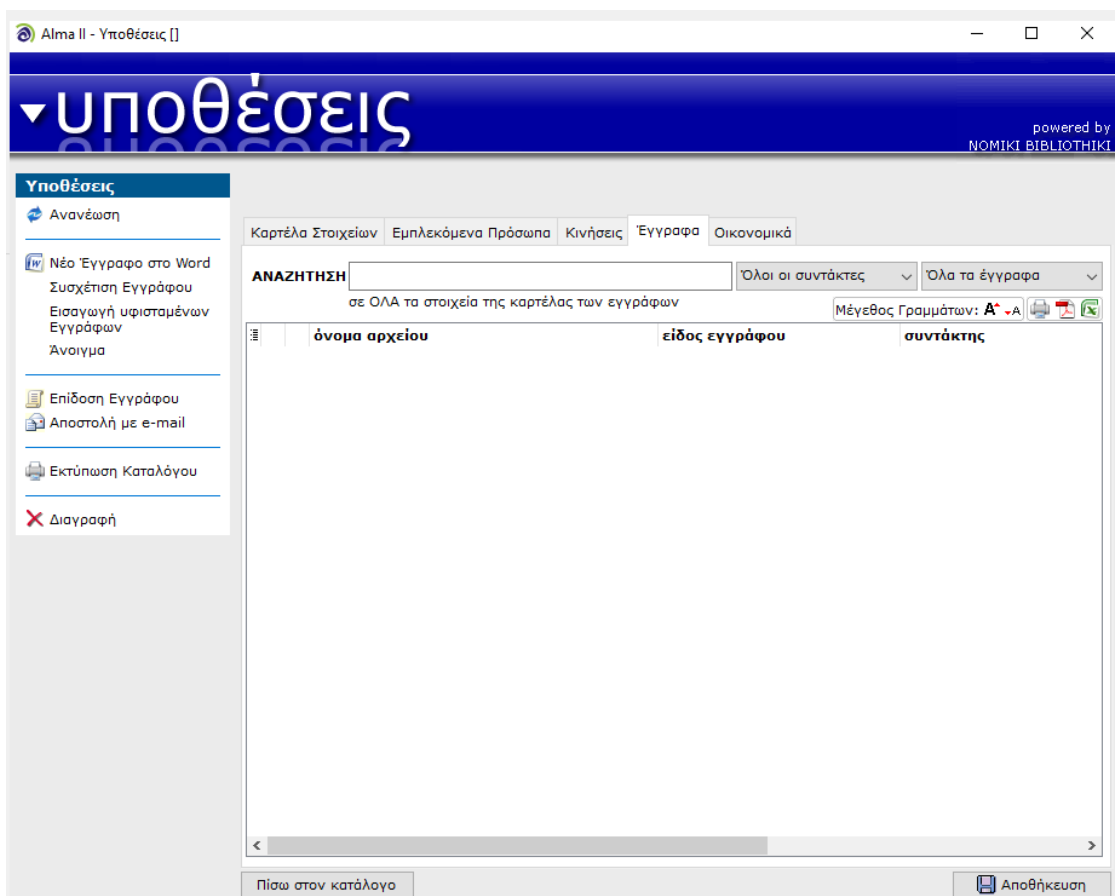 Alma II - Υποθέσεις []
υποθέσεις
powered by
NOMIKI BIBLIOTHIKI
Υποθέσεις
Ανανέωση
Νέο Έγγραφο στο Word
Συσχέτιση Εγγράφου
Εισαγωγή υφισταμένων
Εγγράφων
Άνοιγμα
Επίδοση Εγγράφου
Αποστολή με e-mail
Εκτύπωση Καταλόγου
Διαγραφή
Καρτέλα Στοιχείων Εμπλεκόμενα Πρόσωπα Κινήσεις Έγγραφα Οικονομικά
ΑΝΑΖΗΤΗΣΗ Όλοι οι συντάκτες Όλα τα έγγραφα
σε ΟΛΑ τα στοιχεία της καρτέλας των εγγράφων
Μέγεθος Γραμμάτων: A A
όνομα αρχείου είδος εγγράφου συντάκτης
Πίσω στον κατάλογο Αποθήκευση